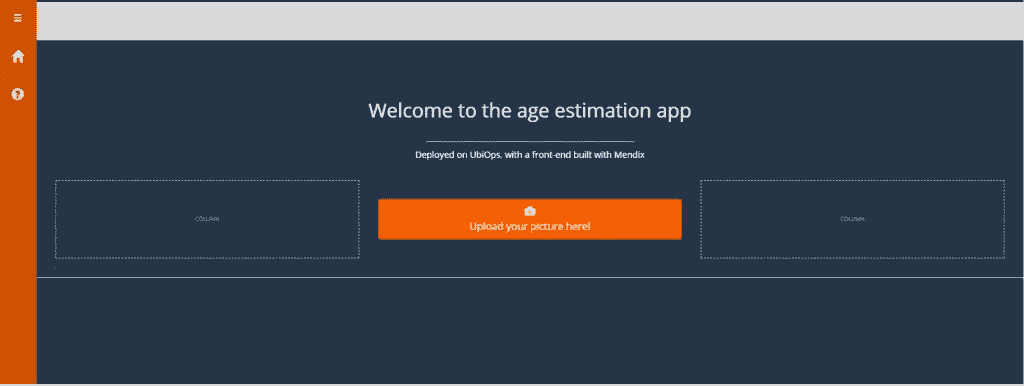 Welcome to the age estimation app
Deployed on UbiOps, with a front-end built with Mendix
COLUMN
Upload your picture here!
COLUMN